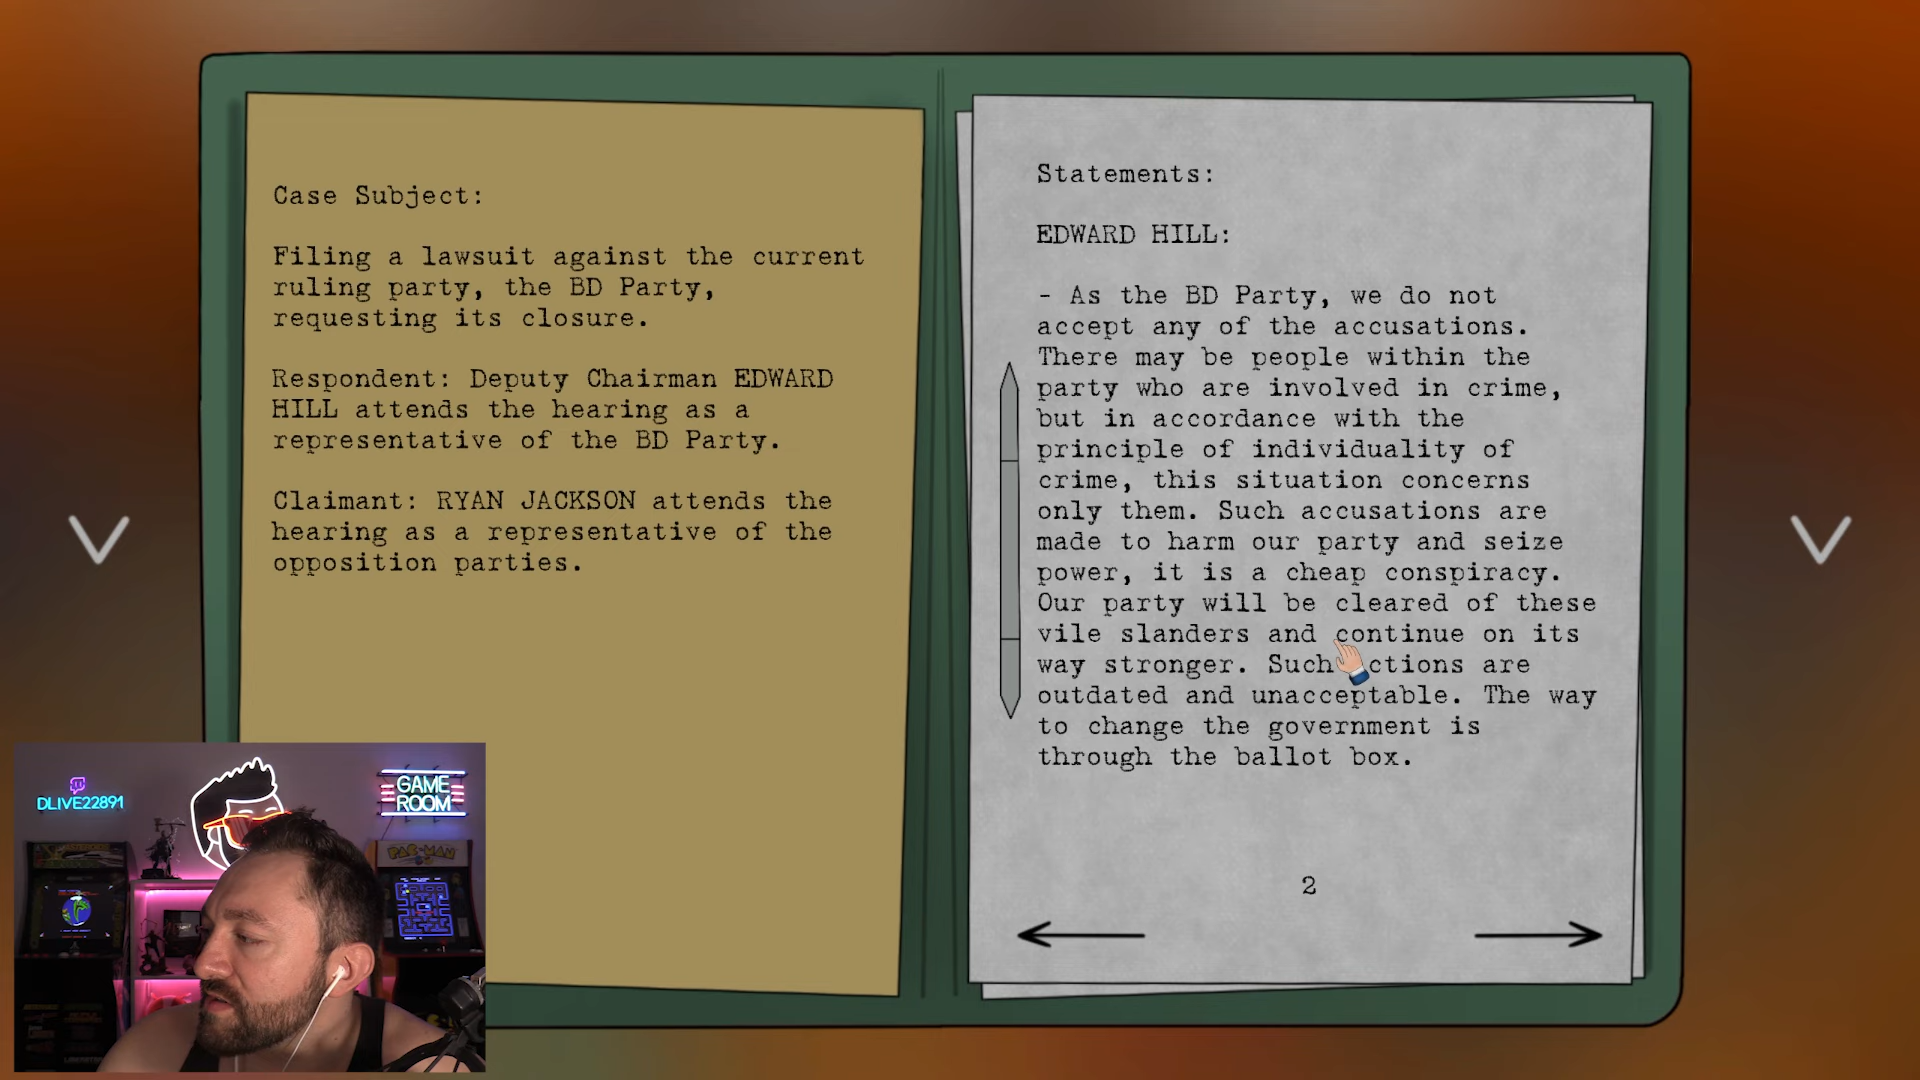 Case Subject:
Filing a lawsuit against the current
ruling party, the BD Party,
requesting its closure.
Respondent: Deputy Chairman EDWARD
HILL attends the hearing as a
representative of the BD Party.
Claimant: RYAN JACKSON attends the
hearing as a representative of the
opposition parties.
Statements:
EDWARD HILL:
- As the BD Party, we do not
accept any of the accusations.
There may be people within the
party who are involved in crime,
but in accordance with the
principle of individuality of
crime, this situation concerns
only them. Such accusations are
made to harm our party and seize
power, it is a cheap conspiracy.
Our party will be cleared of these
vile slanders and continue on its
way stronger. Such ctions are
outdated and unacceptable. The way
to change the government is
through the ballot box.
2
DLIVE22891
GAME
ROOM
PAC-MAN